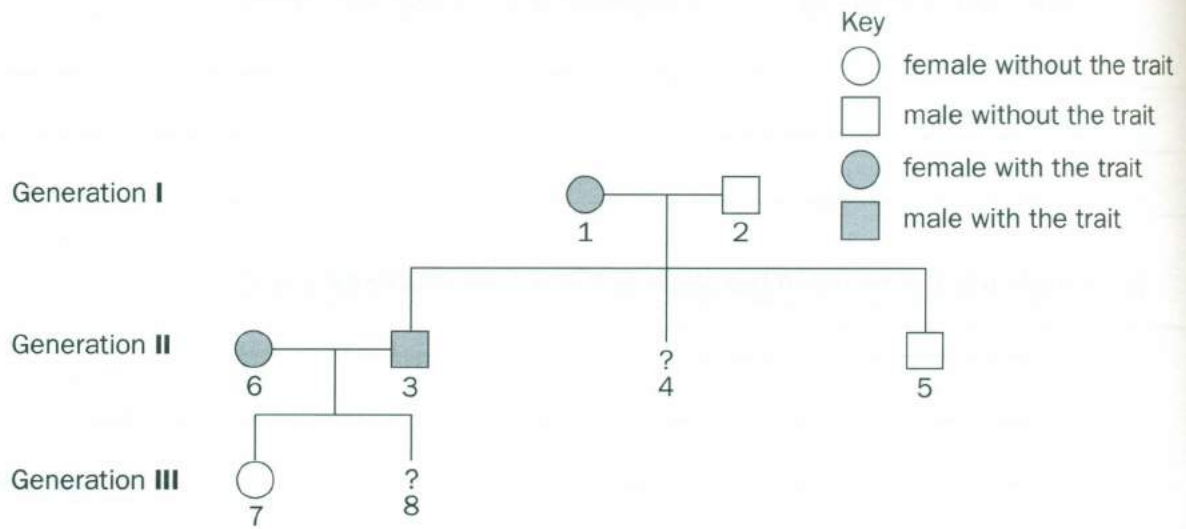 Key
female without the trait
male without the trait
female with the trait
male with the trait
Generation I
1 2
Generation II
6 3 ? 5
4
Generation III
7 ?
8